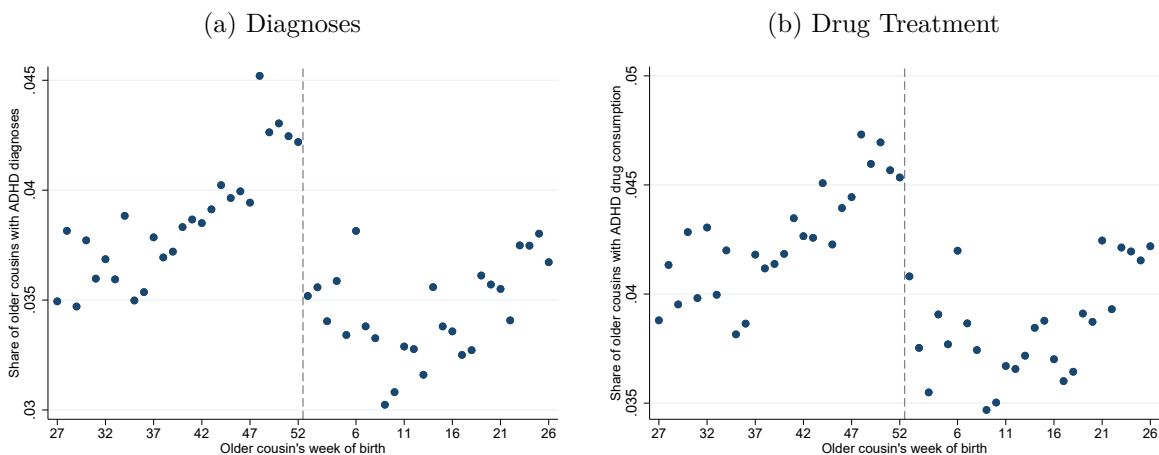 (a) Diagnoses
Share of older cousins with ADHD diagnoses
.045
.04
.035
.03
27 32 37 42 47 52 6 11 16 21 26
Older cousin's week of birth
(b) Drug Treatment
Share of older cousins with ADHD drug consumption
.05
.045
.04
.035
27 32 37 42 47 52 6 11 16 21 26
Older cousin's week of birth